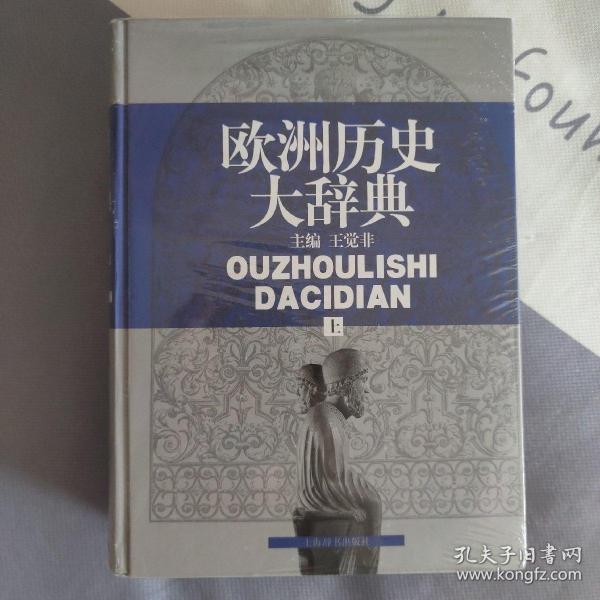 欧洲历史
大辞典
主编 王觉非
OUZHOULISHI
DACIDIAN
上
上海辞书出版社
孔夫子旧书网
www.kongfz.com